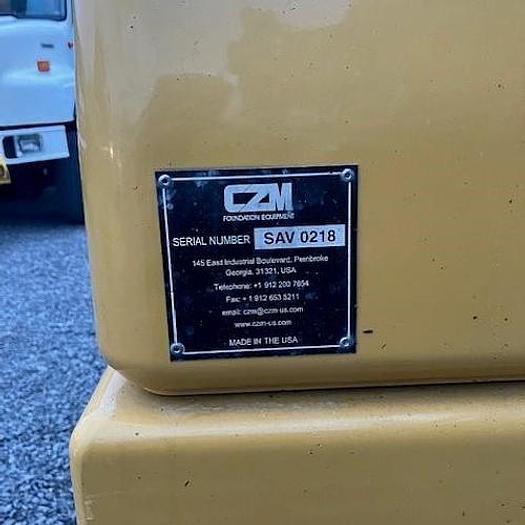 CZM
FOUNDATION EQUIPMENT
SERIAL NUMBER SAV 0218
145 East Industrial Boulevard, Pembroke
Georgia, 31321, USA
Telephone: +1 912 200 7654
Fax: + 1 912 653 5211
email: czm@czm-us.com
www.czm-us.com
MADE IN THE USA